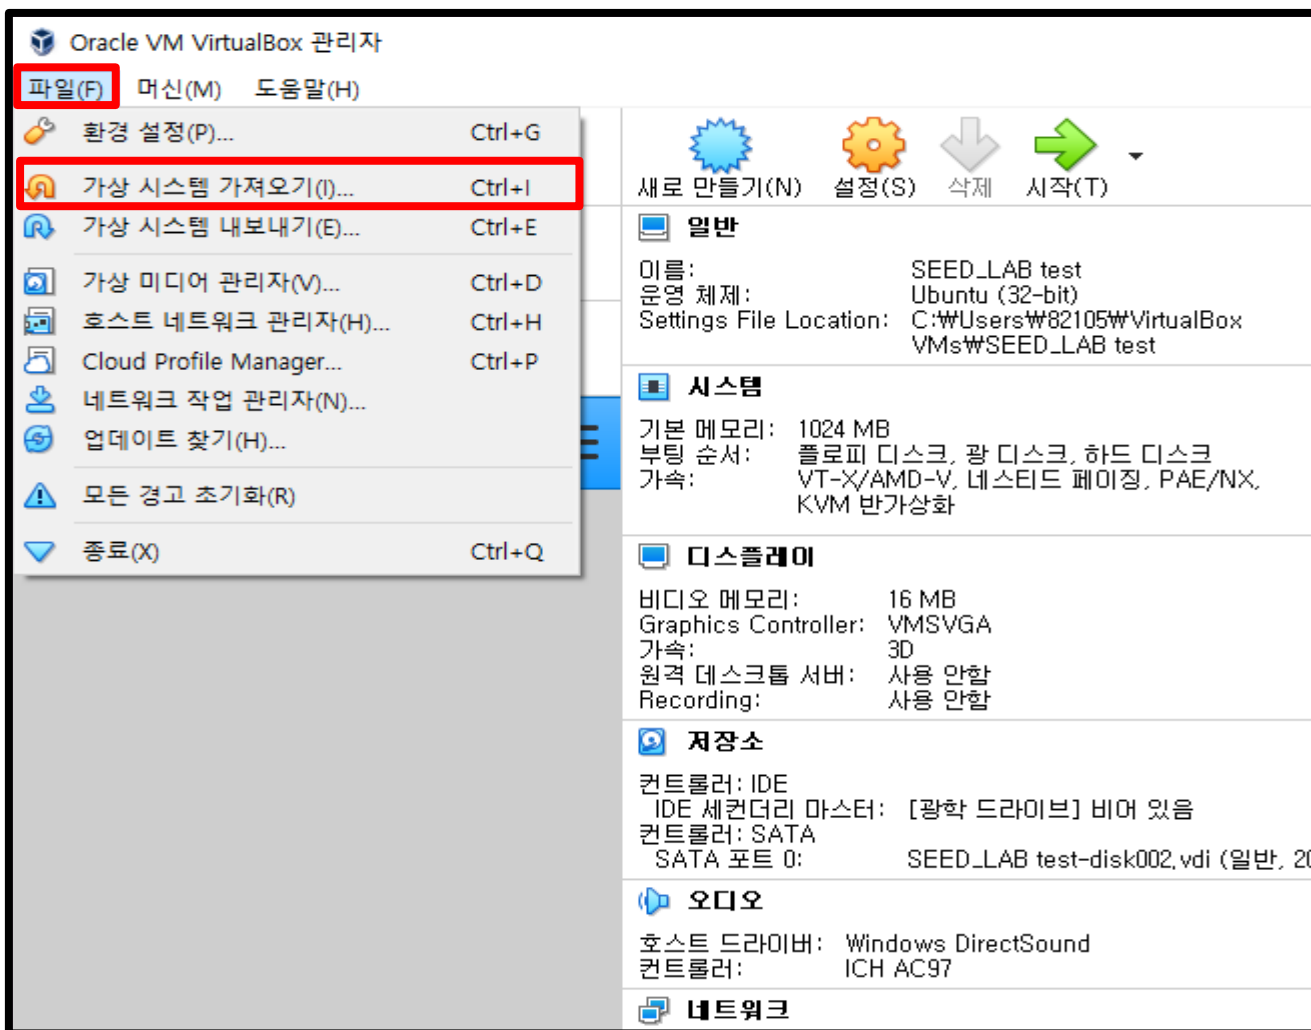 Oracle VM VirtualBox 관리자
파일(F) 머신(M) 도움말(H)
환경 설정(P)... Ctrl+G
가상 시스템 가져오기(I)... Ctrl+I
가상 시스템 내보내기(E)... Ctrl+E
가상 미디어 관리자(V)... Ctrl+D
호스트 네트워크 관리자(H)... Ctrl+H
Cloud Profile Manager... Ctrl+P
네트워크 작업 관리자(N)...
업데이트 찾기(H)...
모든 경고 초기화(R)
종료(X) Ctrl+Q
새로 만들기(N) 설정(S) 삭제 시작(T)
일반
이름: SEED_LAB test
운영 체제: Ubuntu (32-bit)
Settings File Location: C:₩Users₩82105₩VirtualBox
VMs₩SEED_LAB test
시스템
기본 메모리: 1024 MB
부팅 순서: 플로피 디스크, 광 디스크, 하드 디스크
가속: VT-X/AMD-V, 네스티드 페이징, PAE/NX,
KVM 반가상화
디스플레이
비디오 메모리: 16 MB
Graphics Controller: VMSVGA
가속: 3D
원격 데스크톱 서버: 사용 안함
Recording: 사용 안함
저장소
컨트롤러: IDE
IDE 세컨더리 마스터: [광학 드라이브] 비어 있음
컨트롤러: SATA
SATA 포트 0: SEED_LAB test-disk002.vdi (일반, 20
오디오
호스트 드라이버: Windows DirectSound
컨트롤러: ICH AC97
네트워크